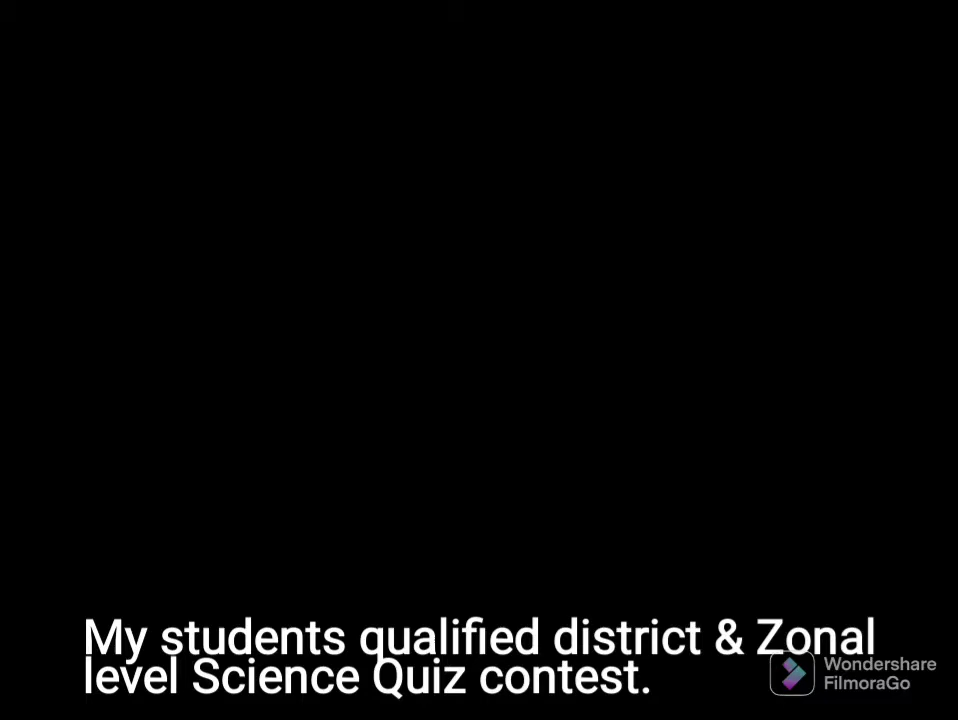 My students qualified district & Zonal
level Science Quiz contest.
Wondershare
FilmoraGo